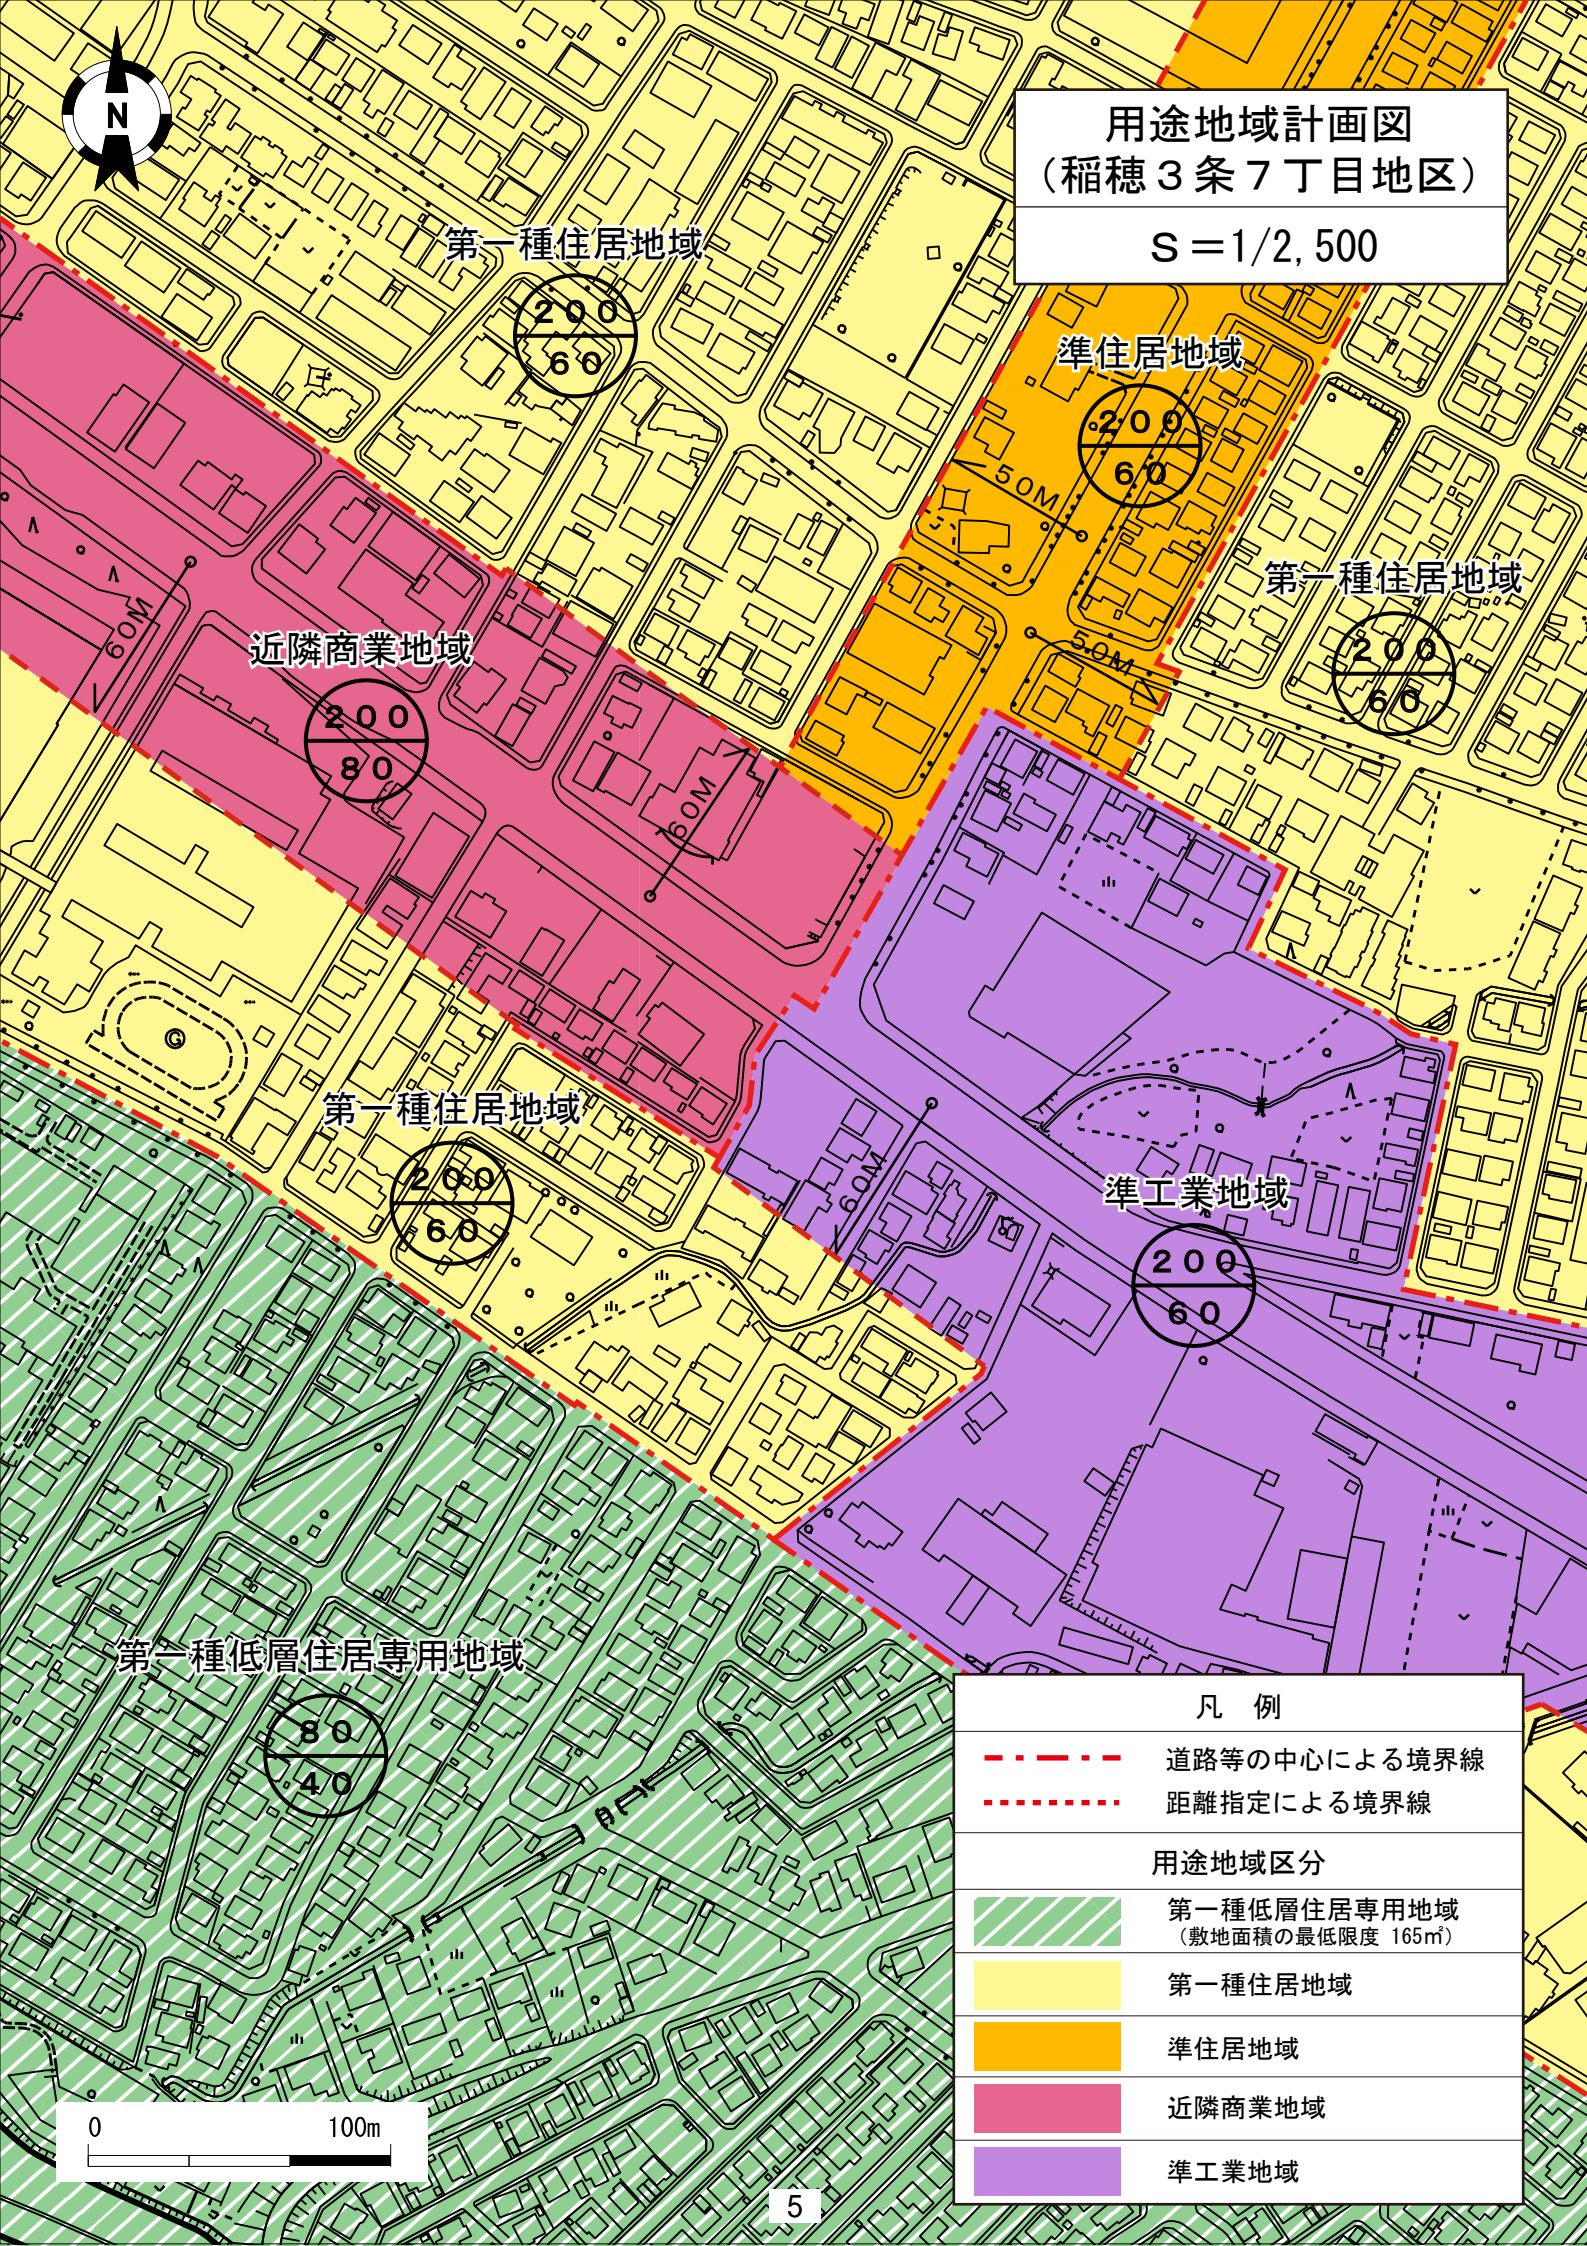 N
用途地域計画図
（稲穂３条７丁目地区）
Ｓ＝1/2,500
第一種住居地域
200
60
準住居地域
200
60
50M
第一種住居地域
200
60
50M
60M
近隣商業地域
200
80
60M
G
第一種住居地域
200
60
60M
準工業地域
200
60
第一種低層住居専用地域
80
40
凡　例
道路等の中心による境界線
距離指定による境界線
用途地域区分
第一種低層住居専用地域
（敷地面積の最低限度 165㎡）
第一種住居地域
準住居地域
近隣商業地域
準工業地域
0 100m
5